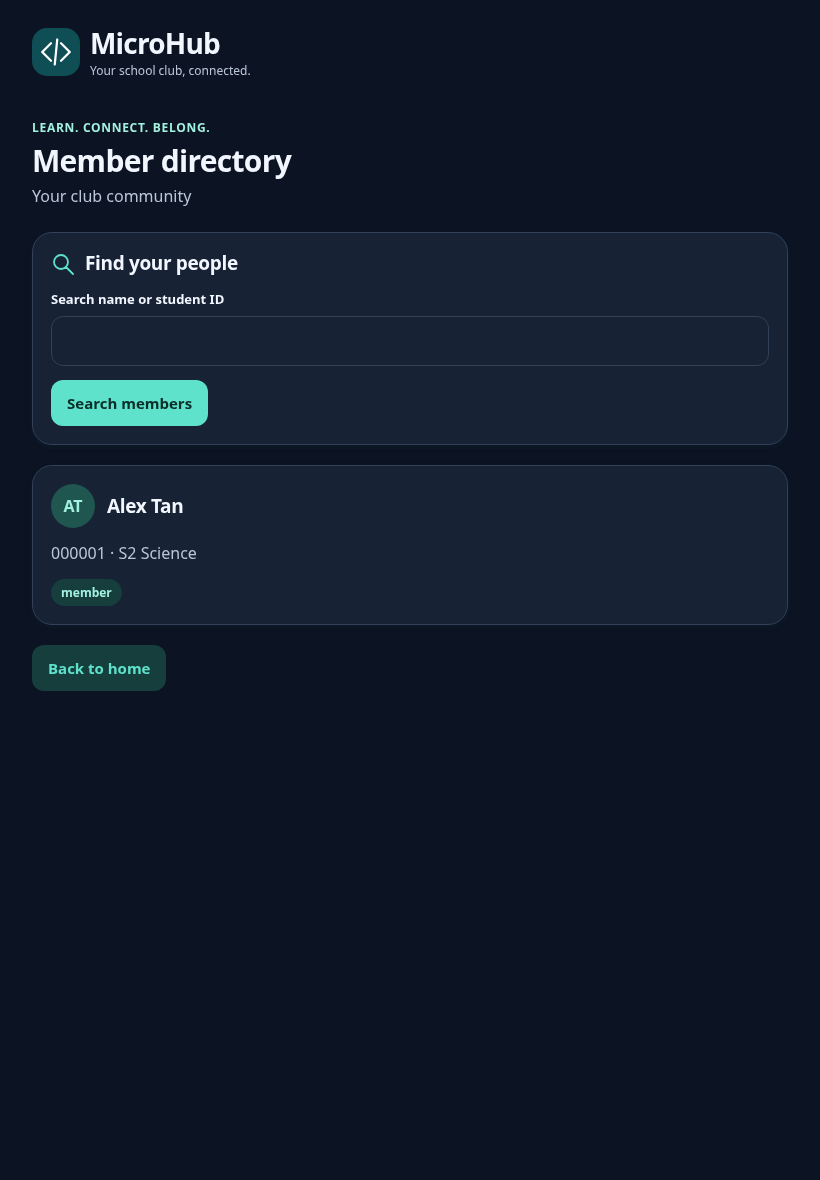 MicroHub
Your school club, connected.
LEARN. CONNECT. BELONG.
Member directory
Your club community
Find your people
Search name or student ID
Search members
AT
Alex Tan
000001 · S2 Science
member
Back to home